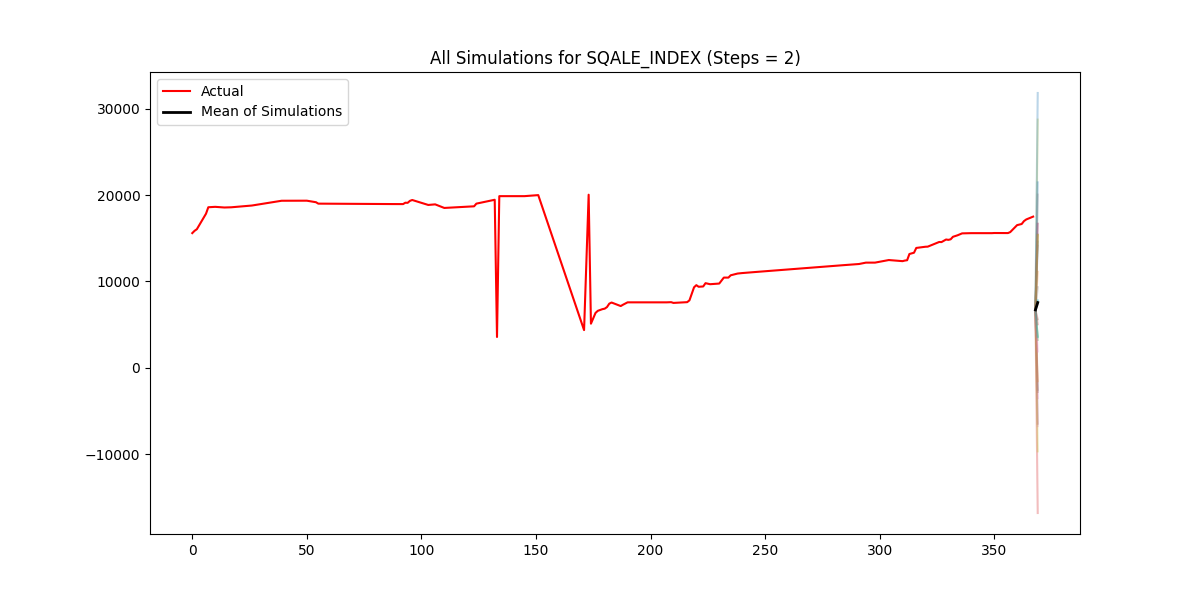 All Simulations for SQALE_INDEX (Steps = 2)
Actual
Mean of Simulations
30000
20000
10000
0
−10000
0 50 100 150 200 250 300 350